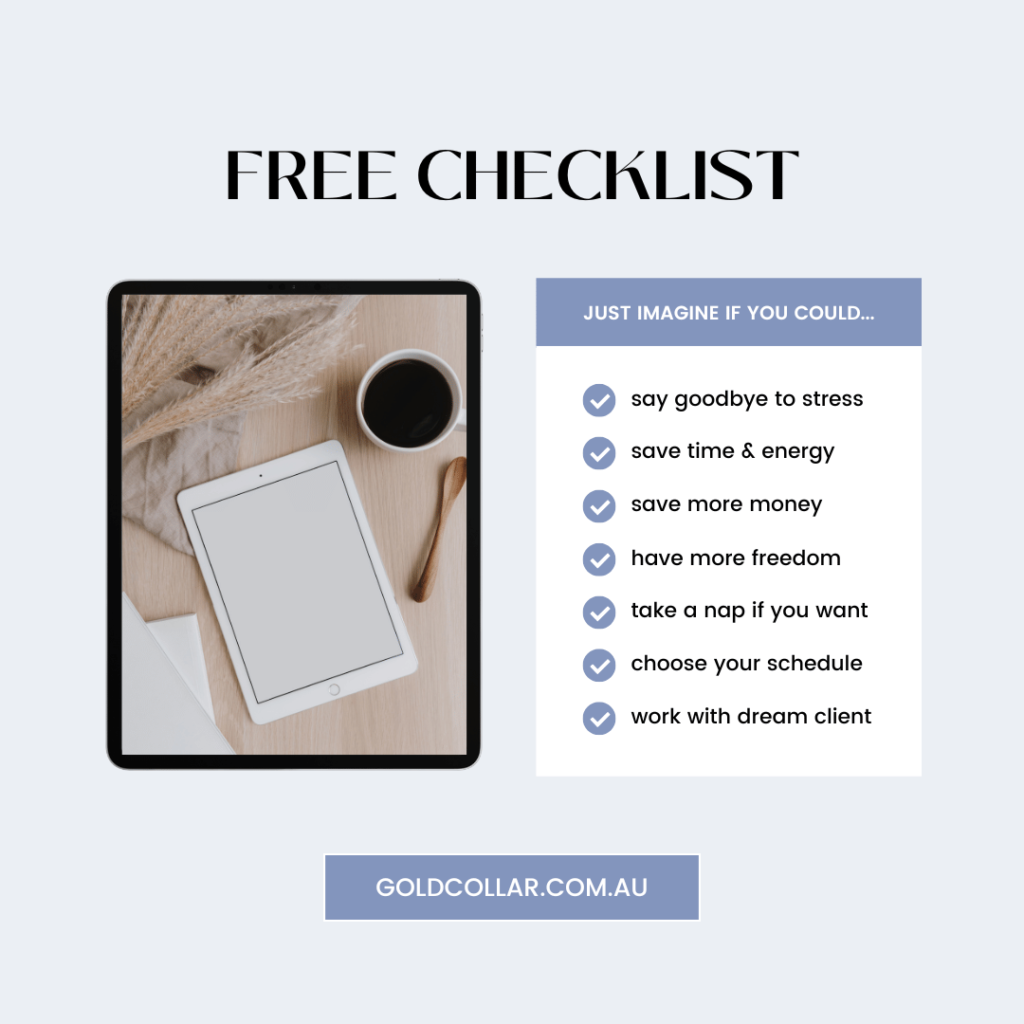 FREE CHECKLIST
JUST IMAGINE IF YOU COULD...
say goodbye to stress
save time & energy
save more money
have more freedom
take a nap if you want
choose your schedule
work with dream client
GOLDCOLLAR.COM.AU